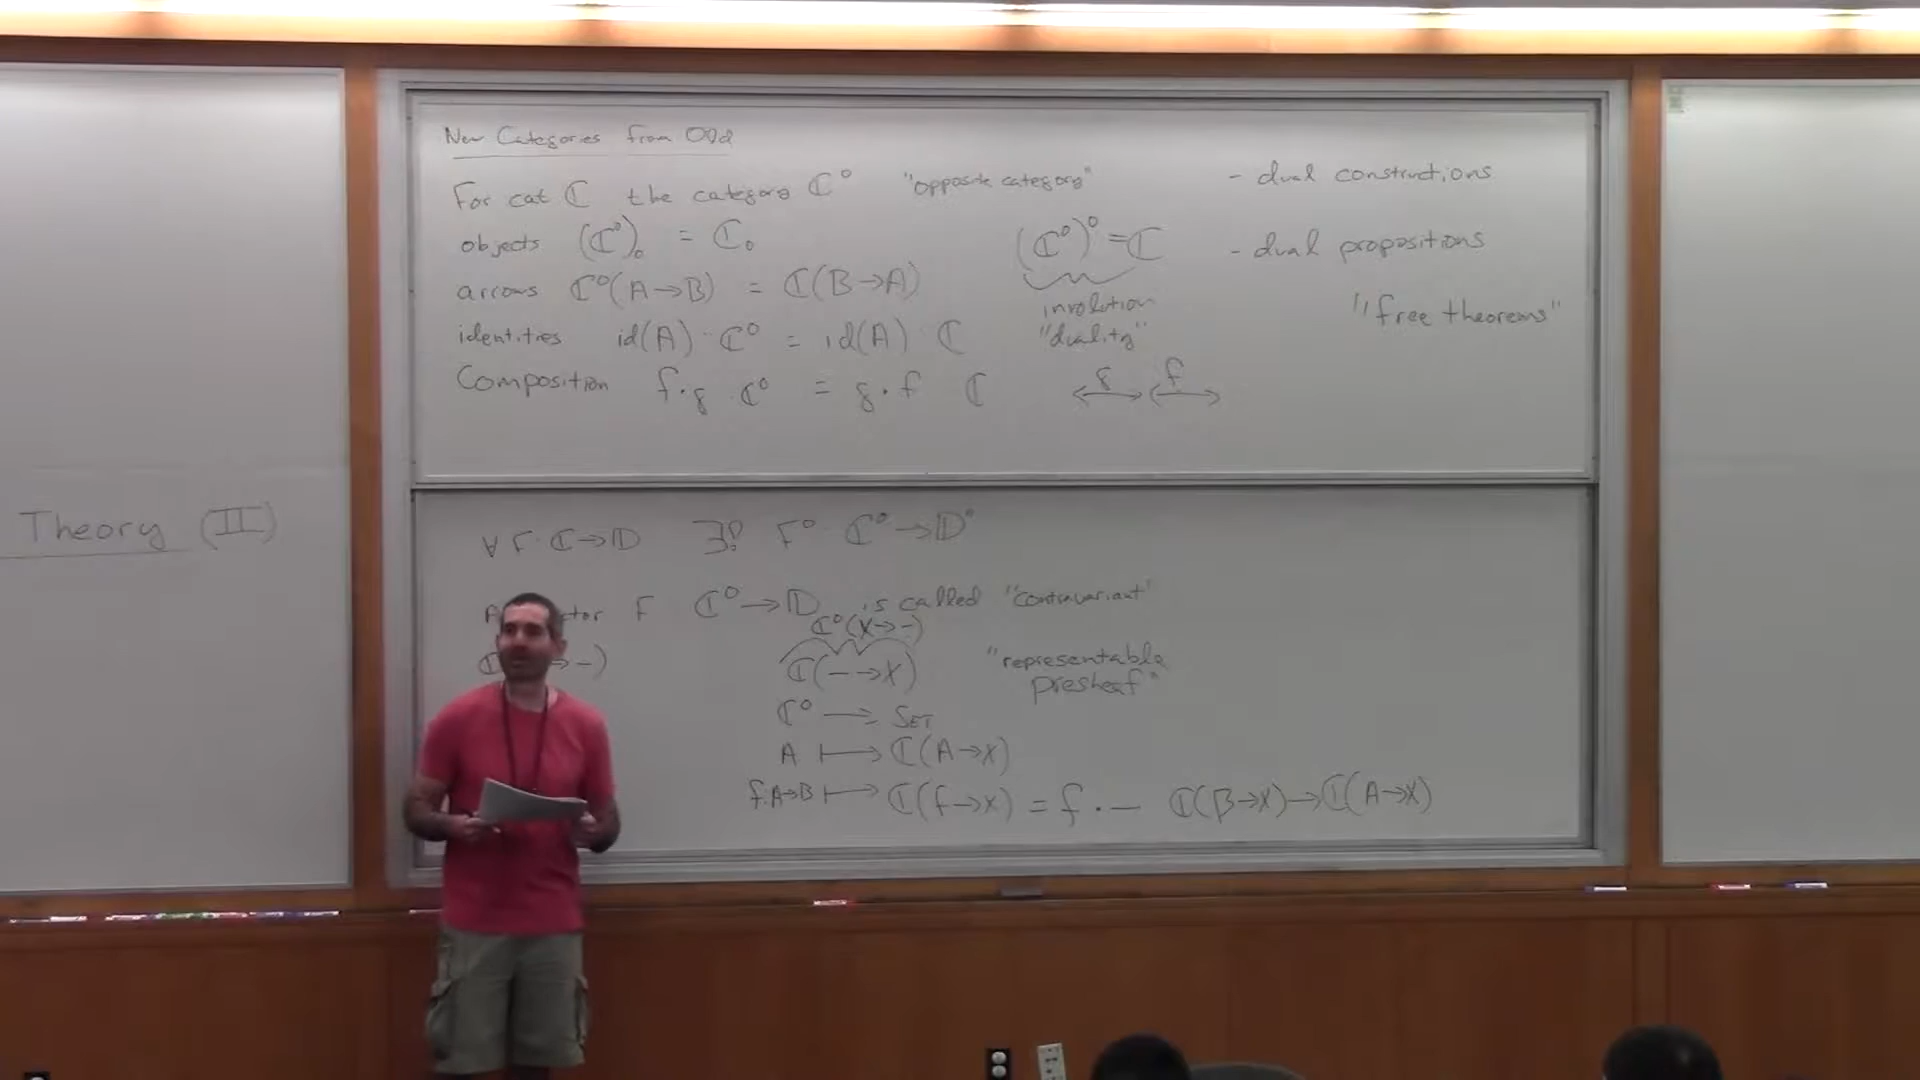 New Categories from Old
For cat ℂ the category ℂ° "opposite category"
objects (ℂ°)₀ = ℂ₀
arrows ℂ°(A→B) = ℂ(B→A)
identities id(A) : ℂ° = id(A) : ℂ
Composition f·g : ℂ° = g·f : ℂ
(ℂ°)° = ℂ
involution
"duality"
g f
- dual constructions
- dual propositions
"free theorems"
Theory (II)
∀ F : ℂ→𝔻 ∃! F° : ℂ°→𝔻°
A F : ℂ°→𝔻 is called "contravariant"
ℂ°(X→-)
→-)
ℂ(-→X)
"representable
presheaf"
ℂ° → SET
A ↦ ℂ(A→X)
f:A→B ↦ ℂ(f→X) = f·- : ℂ(B→X)→ℂ(A→X)